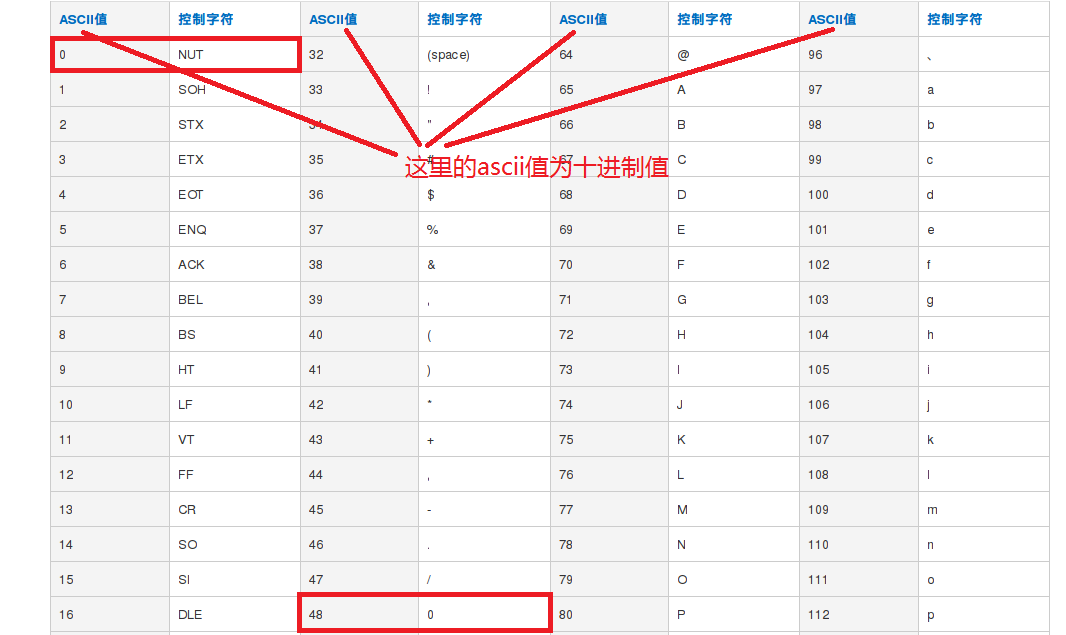 ASCII值 控制字符 ASCII值 控制字符 ASCII值 控制字符 ASCII值 控制字符
0 NUT 32 (space) 64 @ 96 、
1 SOH 33 ! 65 A 97 a
2 STX 34 " 66 B 98 b
3 ETX 35 # 67 C 99 c
这里的ascii值为十进制值
4 EOT 36 $ 68 D 100 d
5 ENQ 37 % 69 E 101 e
6 ACK 38 & 70 F 102 f
7 BEL 39 , 71 G 103 g
8 BS 40 ( 72 H 104 h
9 HT 41 ) 73 I 105 i
10 LF 42 * 74 J 106 j
11 VT 43 + 75 K 107 k
12 FF 44 , 76 L 108 l
13 CR 45 - 77 M 109 m
14 SO 46 . 78 N 110 n
15 SI 47 / 79 O 111 o
16 DLE 48 0 80 P 112 p